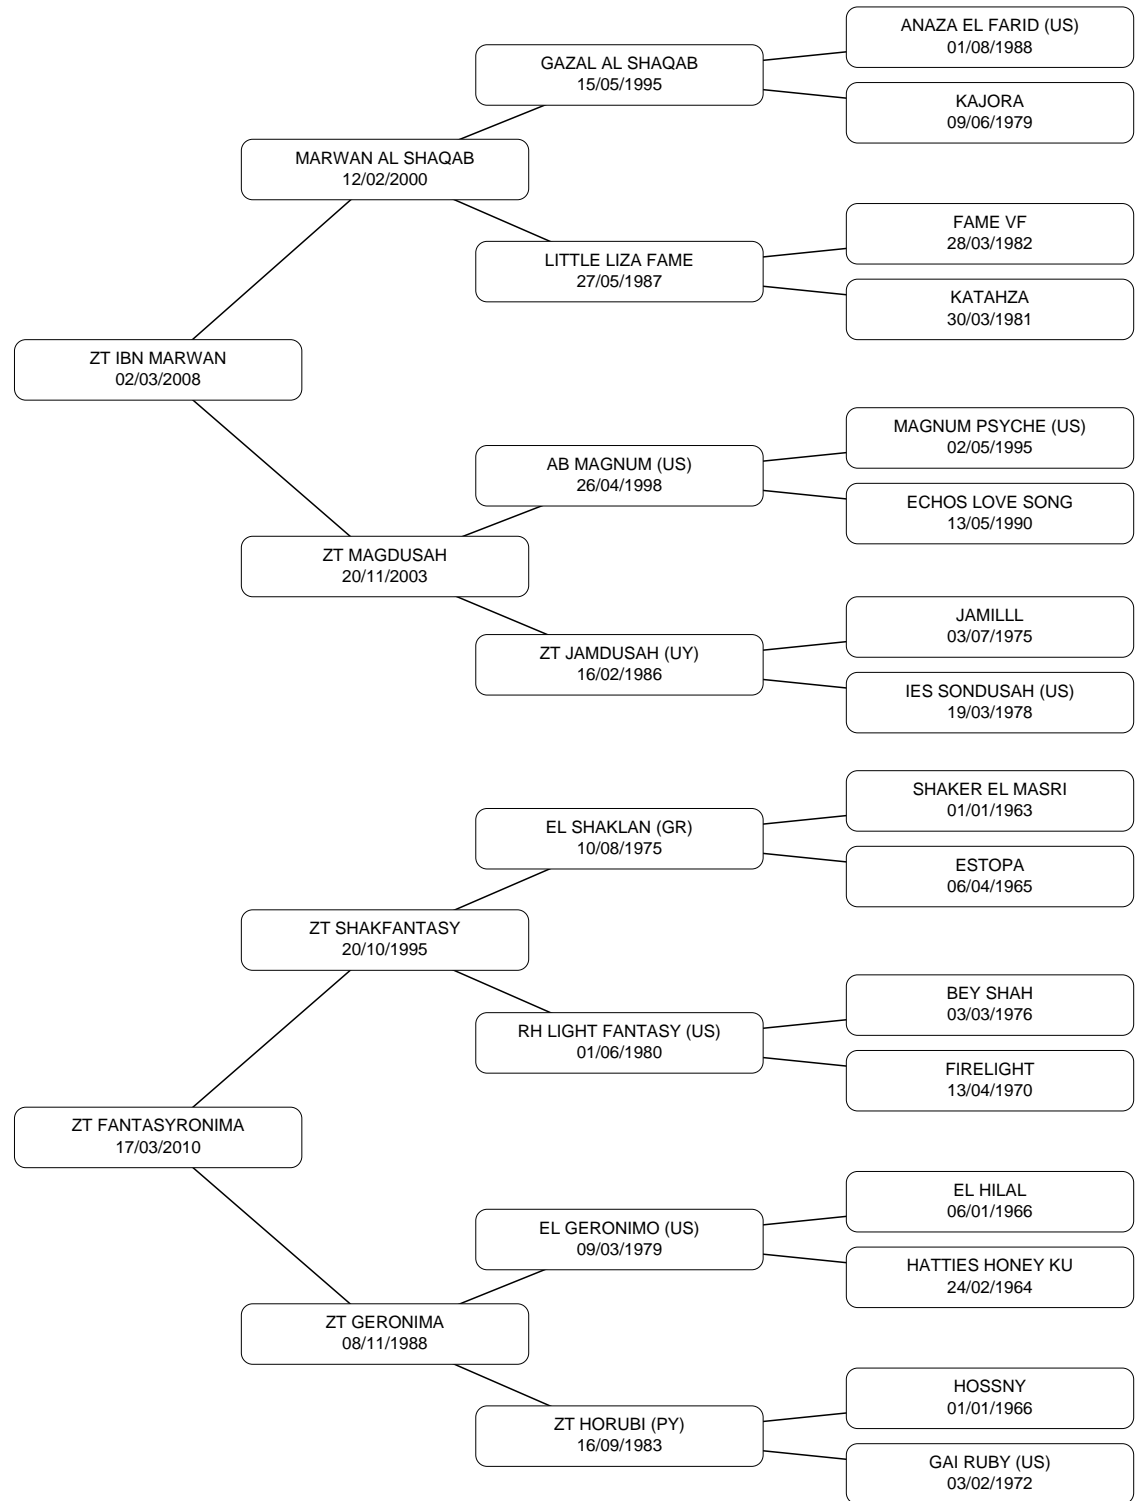 ANAZA EL FARID (US)
01/08/1988
GAZAL AL SHAQAB
15/05/1995
KAJORA
09/06/1979
MARWAN AL SHAQAB
12/02/2000
FAME VF
28/03/1982
LITTLE LIZA FAME
27/05/1987
KATAHZA
30/03/1981
ZT IBN MARWAN
02/03/2008
MAGNUM PSYCHE (US)
02/05/1995
AB MAGNUM (US)
26/04/1998
ECHOS LOVE SONG
13/05/1990
ZT MAGDUSAH
20/11/2003
JAMILLL
03/07/1975
ZT JAMDUSAH (UY)
16/02/1986
IES SONDUSAH (US)
19/03/1978
SHAKER EL MASRI
01/01/1963
EL SHAKLAN (GR)
10/08/1975
ESTOPA
06/04/1965
ZT SHAKFANTASY
20/10/1995
BEY SHAH
03/03/1976
RH LIGHT FANTASY (US)
01/06/1980
FIRELIGHT
13/04/1970
ZT FANTASYRONIMA
17/03/2010
EL HILAL
06/01/1966
EL GERONIMO (US)
09/03/1979
HATTIES HONEY KU
24/02/1964
ZT GERONIMA
08/11/1988
HOSSNY
01/01/1966
ZT HORUBI (PY)
16/09/1983
GAI RUBY (US)
03/02/1972